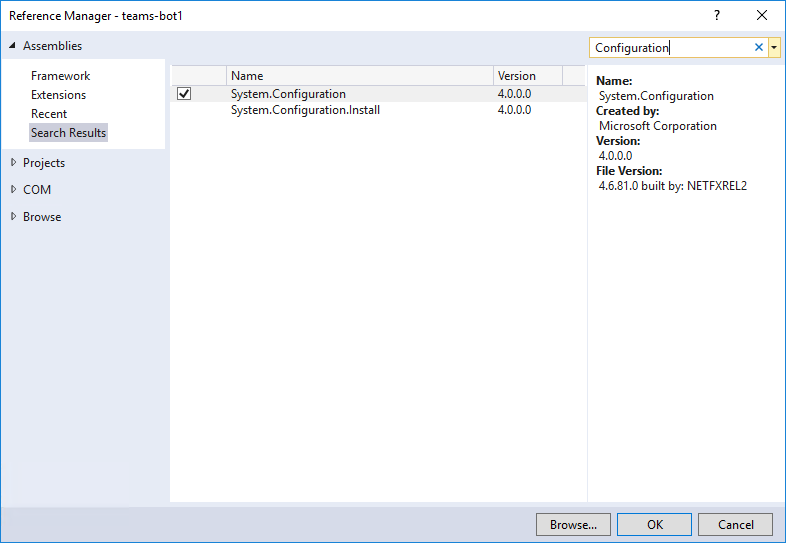 Reference Manager - teams-bot1
Assemblies
Framework
Extensions
Recent
Search Results
Projects
COM
Browse
Name Version
System.Configuration 4.0.0.0
System.Configuration.Install 4.0.0.0
Configuration
Name:
System.Configuration
Created by:
Microsoft Corporation
Version:
4.0.0.0
File Version:
4.6.81.0 built by: NETFXREL2
Browse... OK Cancel